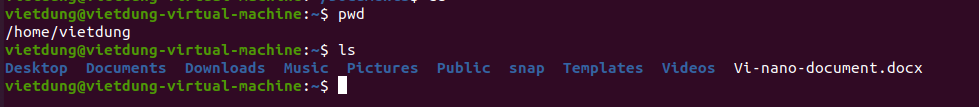 vietdung@vietdung-virtual-machine:~$ pwd
/home/vietdung
vietdung@vietdung-virtual-machine:~$ ls
Desktop Documents Downloads Music Pictures Public snap Templates Videos Vi-nano-document.docx
vietdung@vietdung-virtual-machine:~$